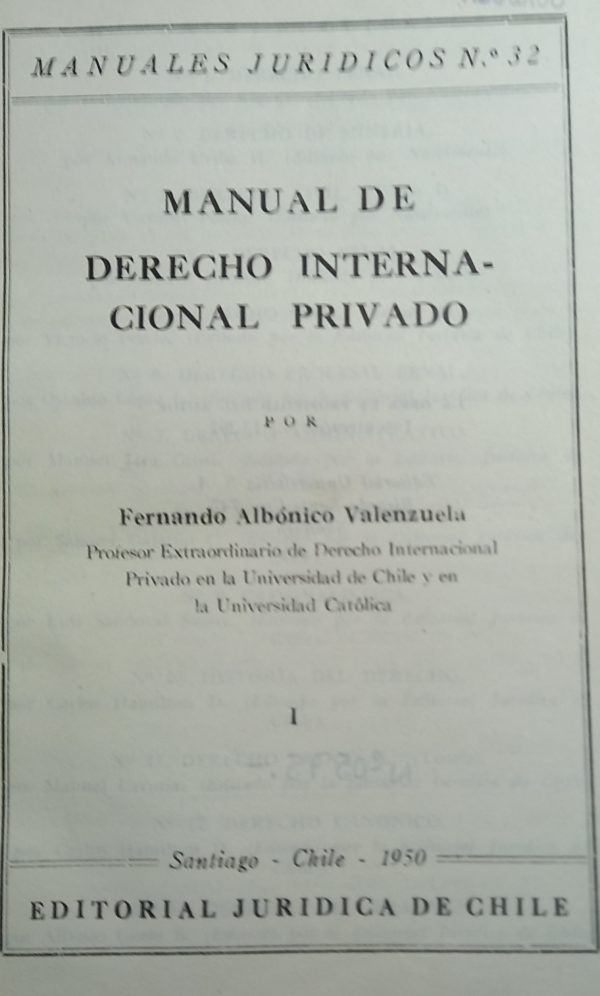 MANUALES JURIDICOS N.º 32
MANUAL DE
DERECHO INTERNA-
CIONAL PRIVADO
POR
Fernando Albónico Valenzuela
Profesor Extraordinario de Derecho Internacional
Privado en la Universidad de Chile y en
la Universidad Católica
I
Santiago - Chile - 1950
EDITORIAL JURIDICA DE CHILE